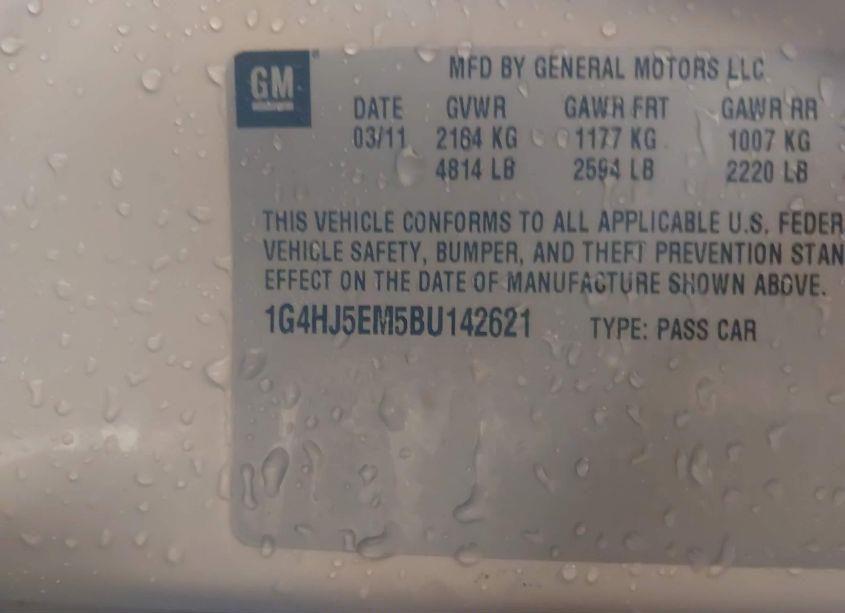 GM
MFD BY GENERAL MOTORS LLC
DATE GVWR GAWR FRT GAWR RR
03/11 2184 KG 1177 KG 1007 KG
4814 LB 2594 LB 2220 LB
THIS VEHICLE CONFORMS TO ALL APPLICABLE U.S. FEDER
VEHICLE SAFETY, BUMPER, AND THEFT PREVENTION STAN
EFFECT ON THE DATE OF MANUFACTURE SHOWN ABOVE.
1G4HJ5EM5BU142621 TYPE: PASS CAR